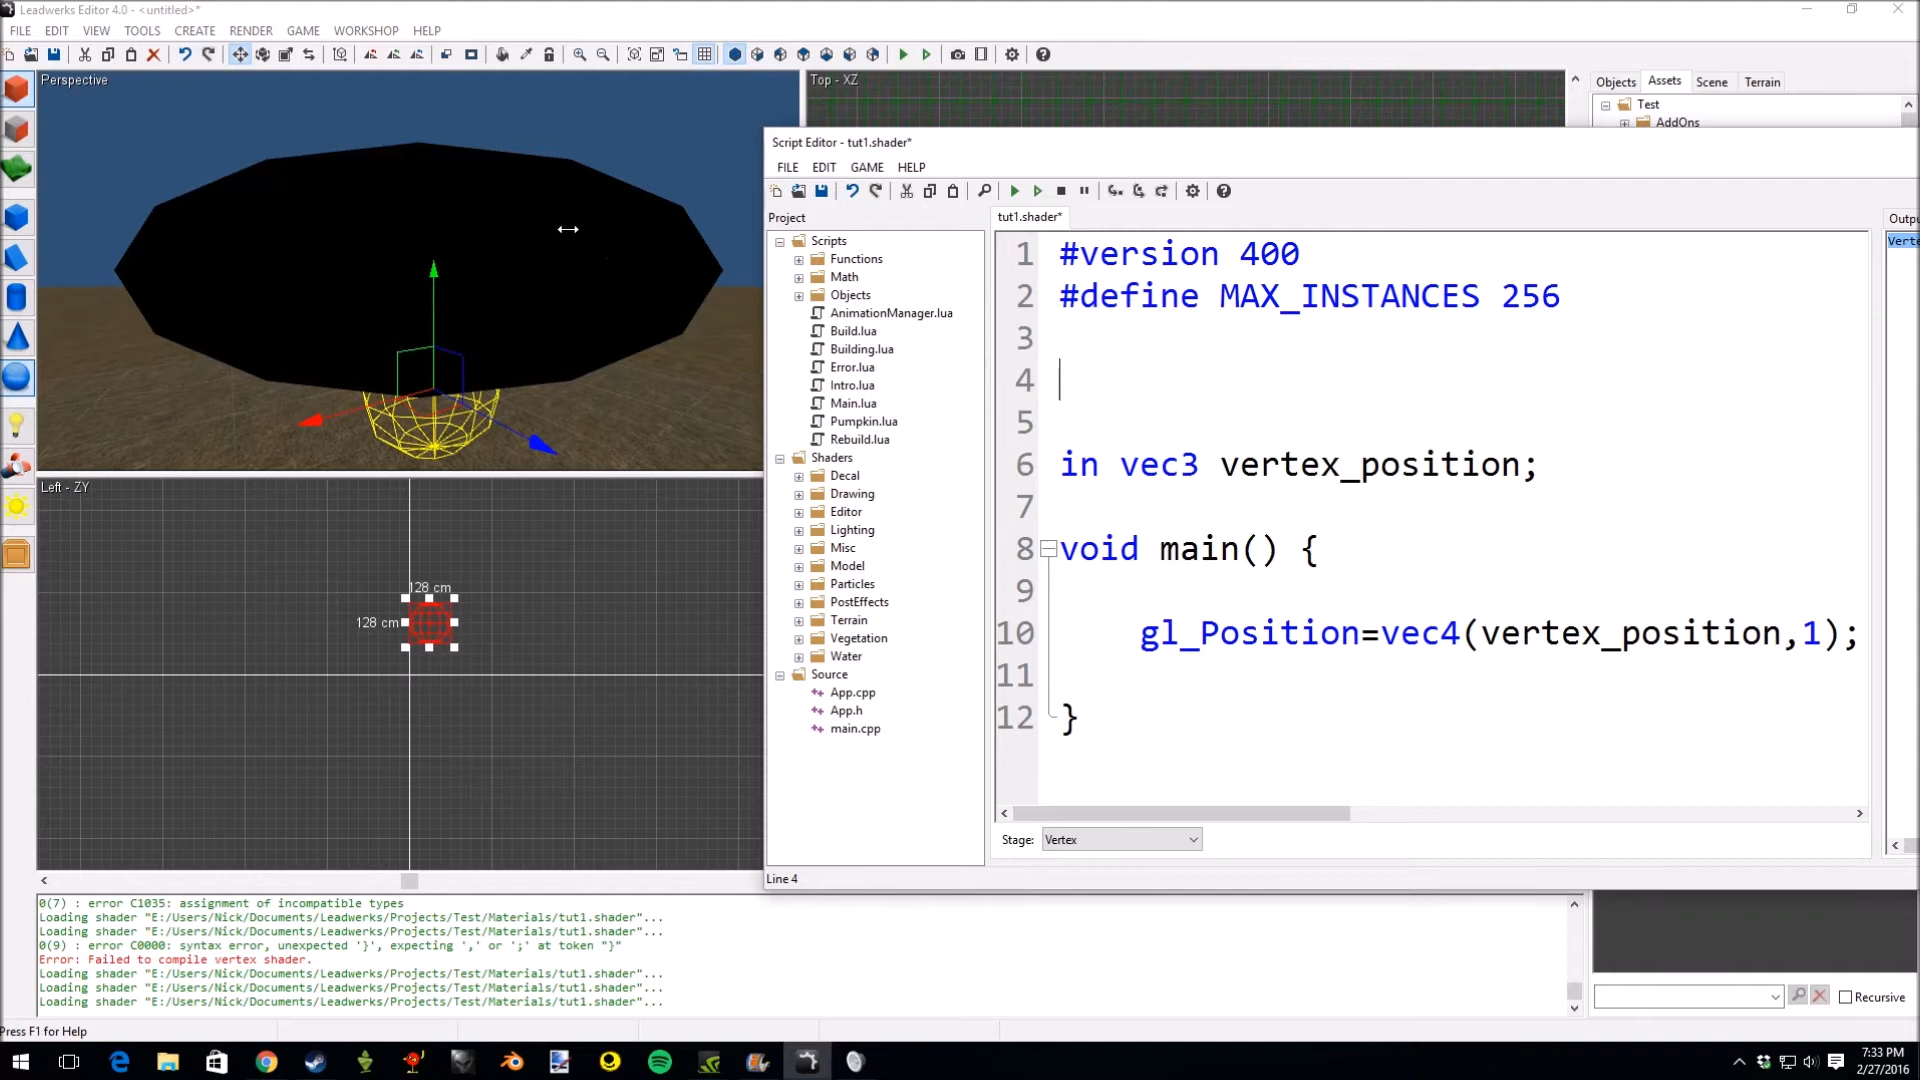 Leadwerks Editor 4.0 - <untitled>*
FILE EDIT VIEW TOOLS CREATE RENDER GAME WORKSHOP HELP
Perspective
Top - XZ
Objects Assets Scene Terrain
Test
AddOns
Script Editor - tut1.shader*
FILE EDIT GAME HELP
Project
tut1.shader*
Outpu
Verte
Scripts
Functions
Math
Objects
AnimationManager.lua
Build.lua
Building.lua
Error.lua
Intro.lua
Main.lua
Pumpkin.lua
Rebuild.lua
Shaders
Decal
Drawing
Editor
Lighting
Misc
Model
Particles
PostEffects
Terrain
Vegetation
Water
Source
App.cpp
App.h
main.cpp
1 #version 400
2 #define MAX_INSTANCES 256
3
4
5
6 in vec3 vertex_position;
7
8 void main() {
9
10 gl_Position=vec4(vertex_position,1);
11
12 }
Stage: Vertex
Line 4
Left - ZY
128 cm
128 cm
0(7) : error C1035: assignment of incompatible types
Loading shader "E:/Users/Nick/Documents/Leadwerks/Projects/Test/Materials/tut1.shader"...
Loading shader "E:/Users/Nick/Documents/Leadwerks/Projects/Test/Materials/tut1.shader"...
0(9) : error C0000: syntax error, unexpected '}', expecting ',' or ';' at token "}"
Error: Failed to compile vertex shader.
Loading shader "E:/Users/Nick/Documents/Leadwerks/Projects/Test/Materials/tut1.shader"...
Loading shader "E:/Users/Nick/Documents/Leadwerks/Projects/Test/Materials/tut1.shader"...
Loading shader "E:/Users/Nick/Documents/Leadwerks/Projects/Test/Materials/tut1.shader"...
Recursive
Press F1 for Help
7:33 PM
2/27/2016